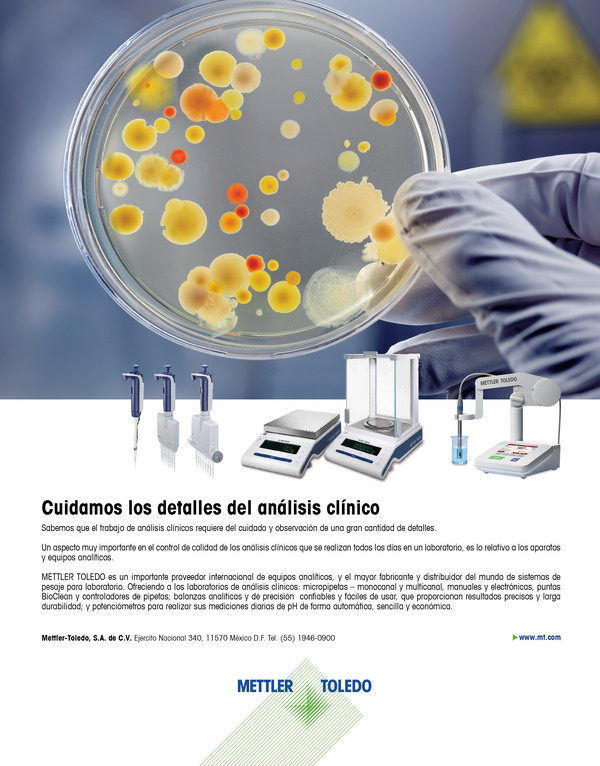 METTLER TOLEDO
Cuidamos los detalles del análisis clínico
Sabemos que el trabajo de análisis clínicos requiere del cuidado y observación de una gran cantidad de detalles.
Un aspecto muy importante en el control de calidad de los análisis clínicos que se realizan todos los días en un laboratorio, es lo relativo a los aparatos
y equipos analíticos.
METTLER TOLEDO es un importante proveedor internacional de equipos analíticos, y el mayor fabricante y distribuidor del mundo de sistemas de
pesaje para laboratorio. Ofreciendo a los laboratorios de análisis clínicos: micropipetas – monocanal y multicanal, manuales y electrónicas, puntas
BioClean y controladores de pipetas; balanzas analíticas y de precisión confiables y fáciles de usar, que proporcionan resultados precisos y larga
durabilidad; y potenciómetros para realizar sus mediciones diarias de pH de forma automática, sencilla y económica.
Mettler-Toledo, S.A. de C.V. Ejercito Nacional 340, 11570 México D.F. Tel. (55) 1946-0900
www.mt.com
METTLER TOLEDO